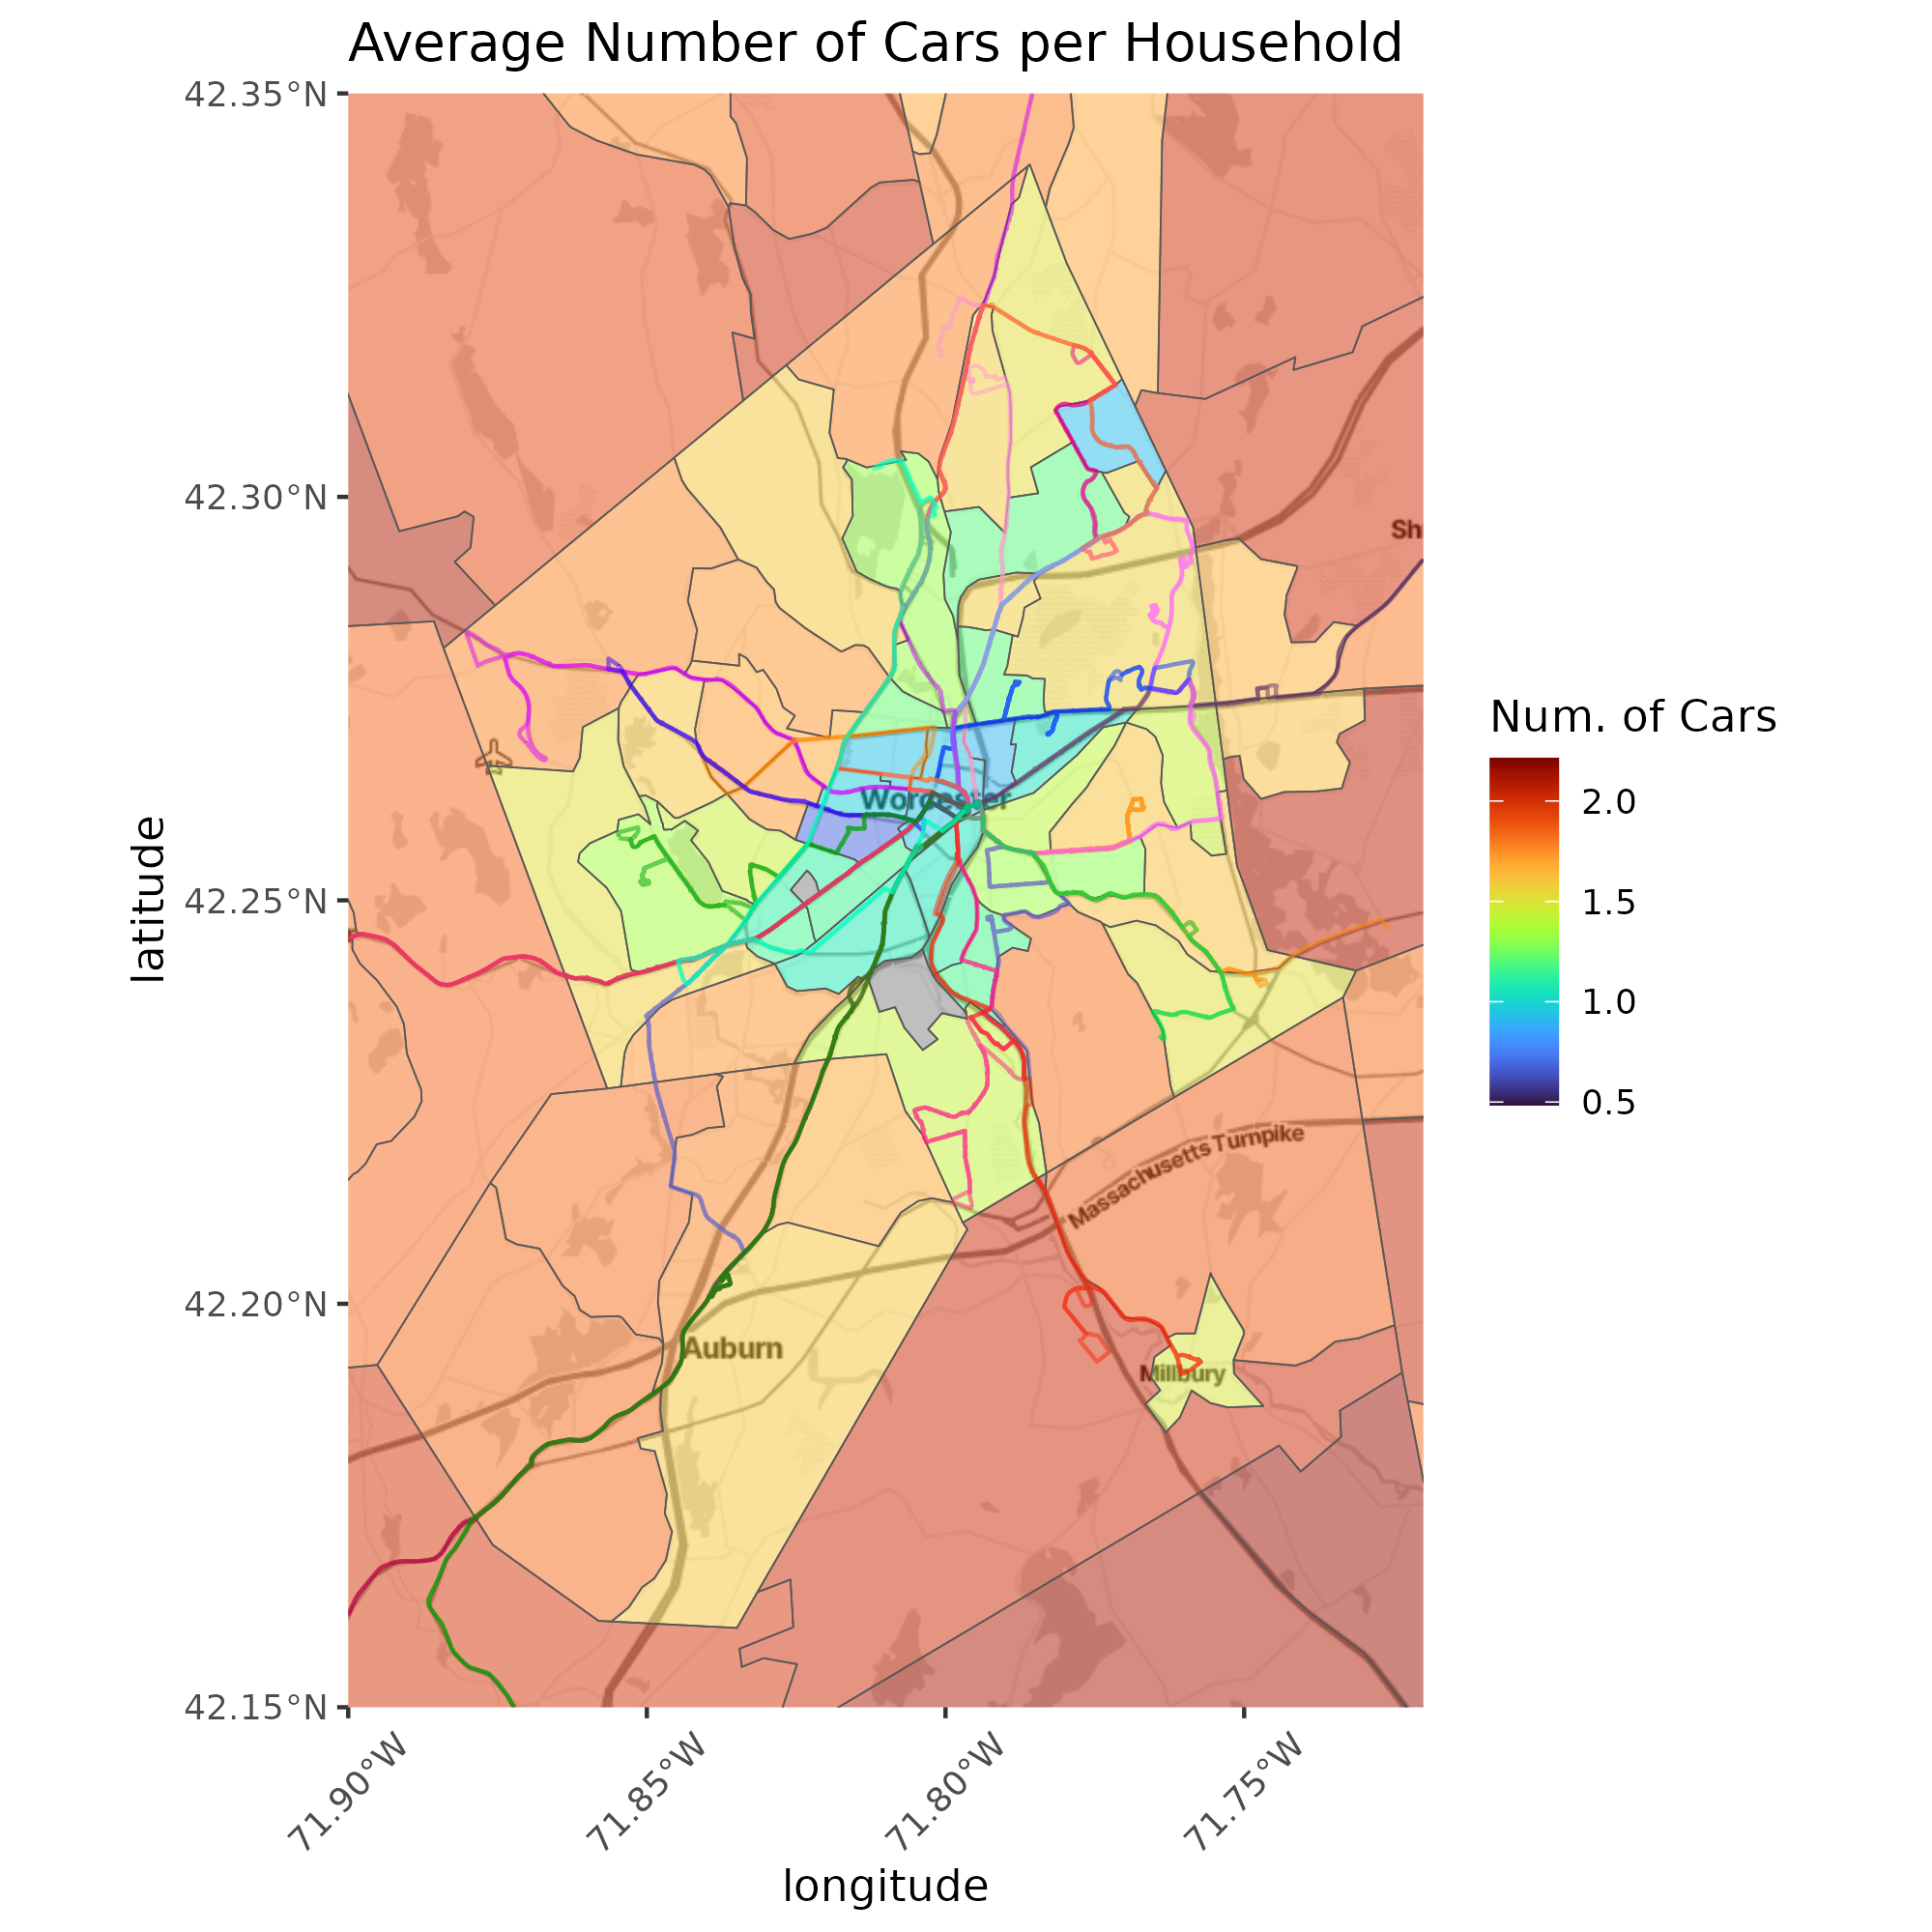 Average Number of Cars per Household
42.35°N
42.30°N
42.25°N
42.20°N
42.15°N
latitude
71.90°W
71.85°W
71.80°W
71.75°W
longitude
Sh
Worcester
Massachusetts Turnpike
Auburn
Millbury
Num. of Cars
2.0
1.5
1.0
0.5